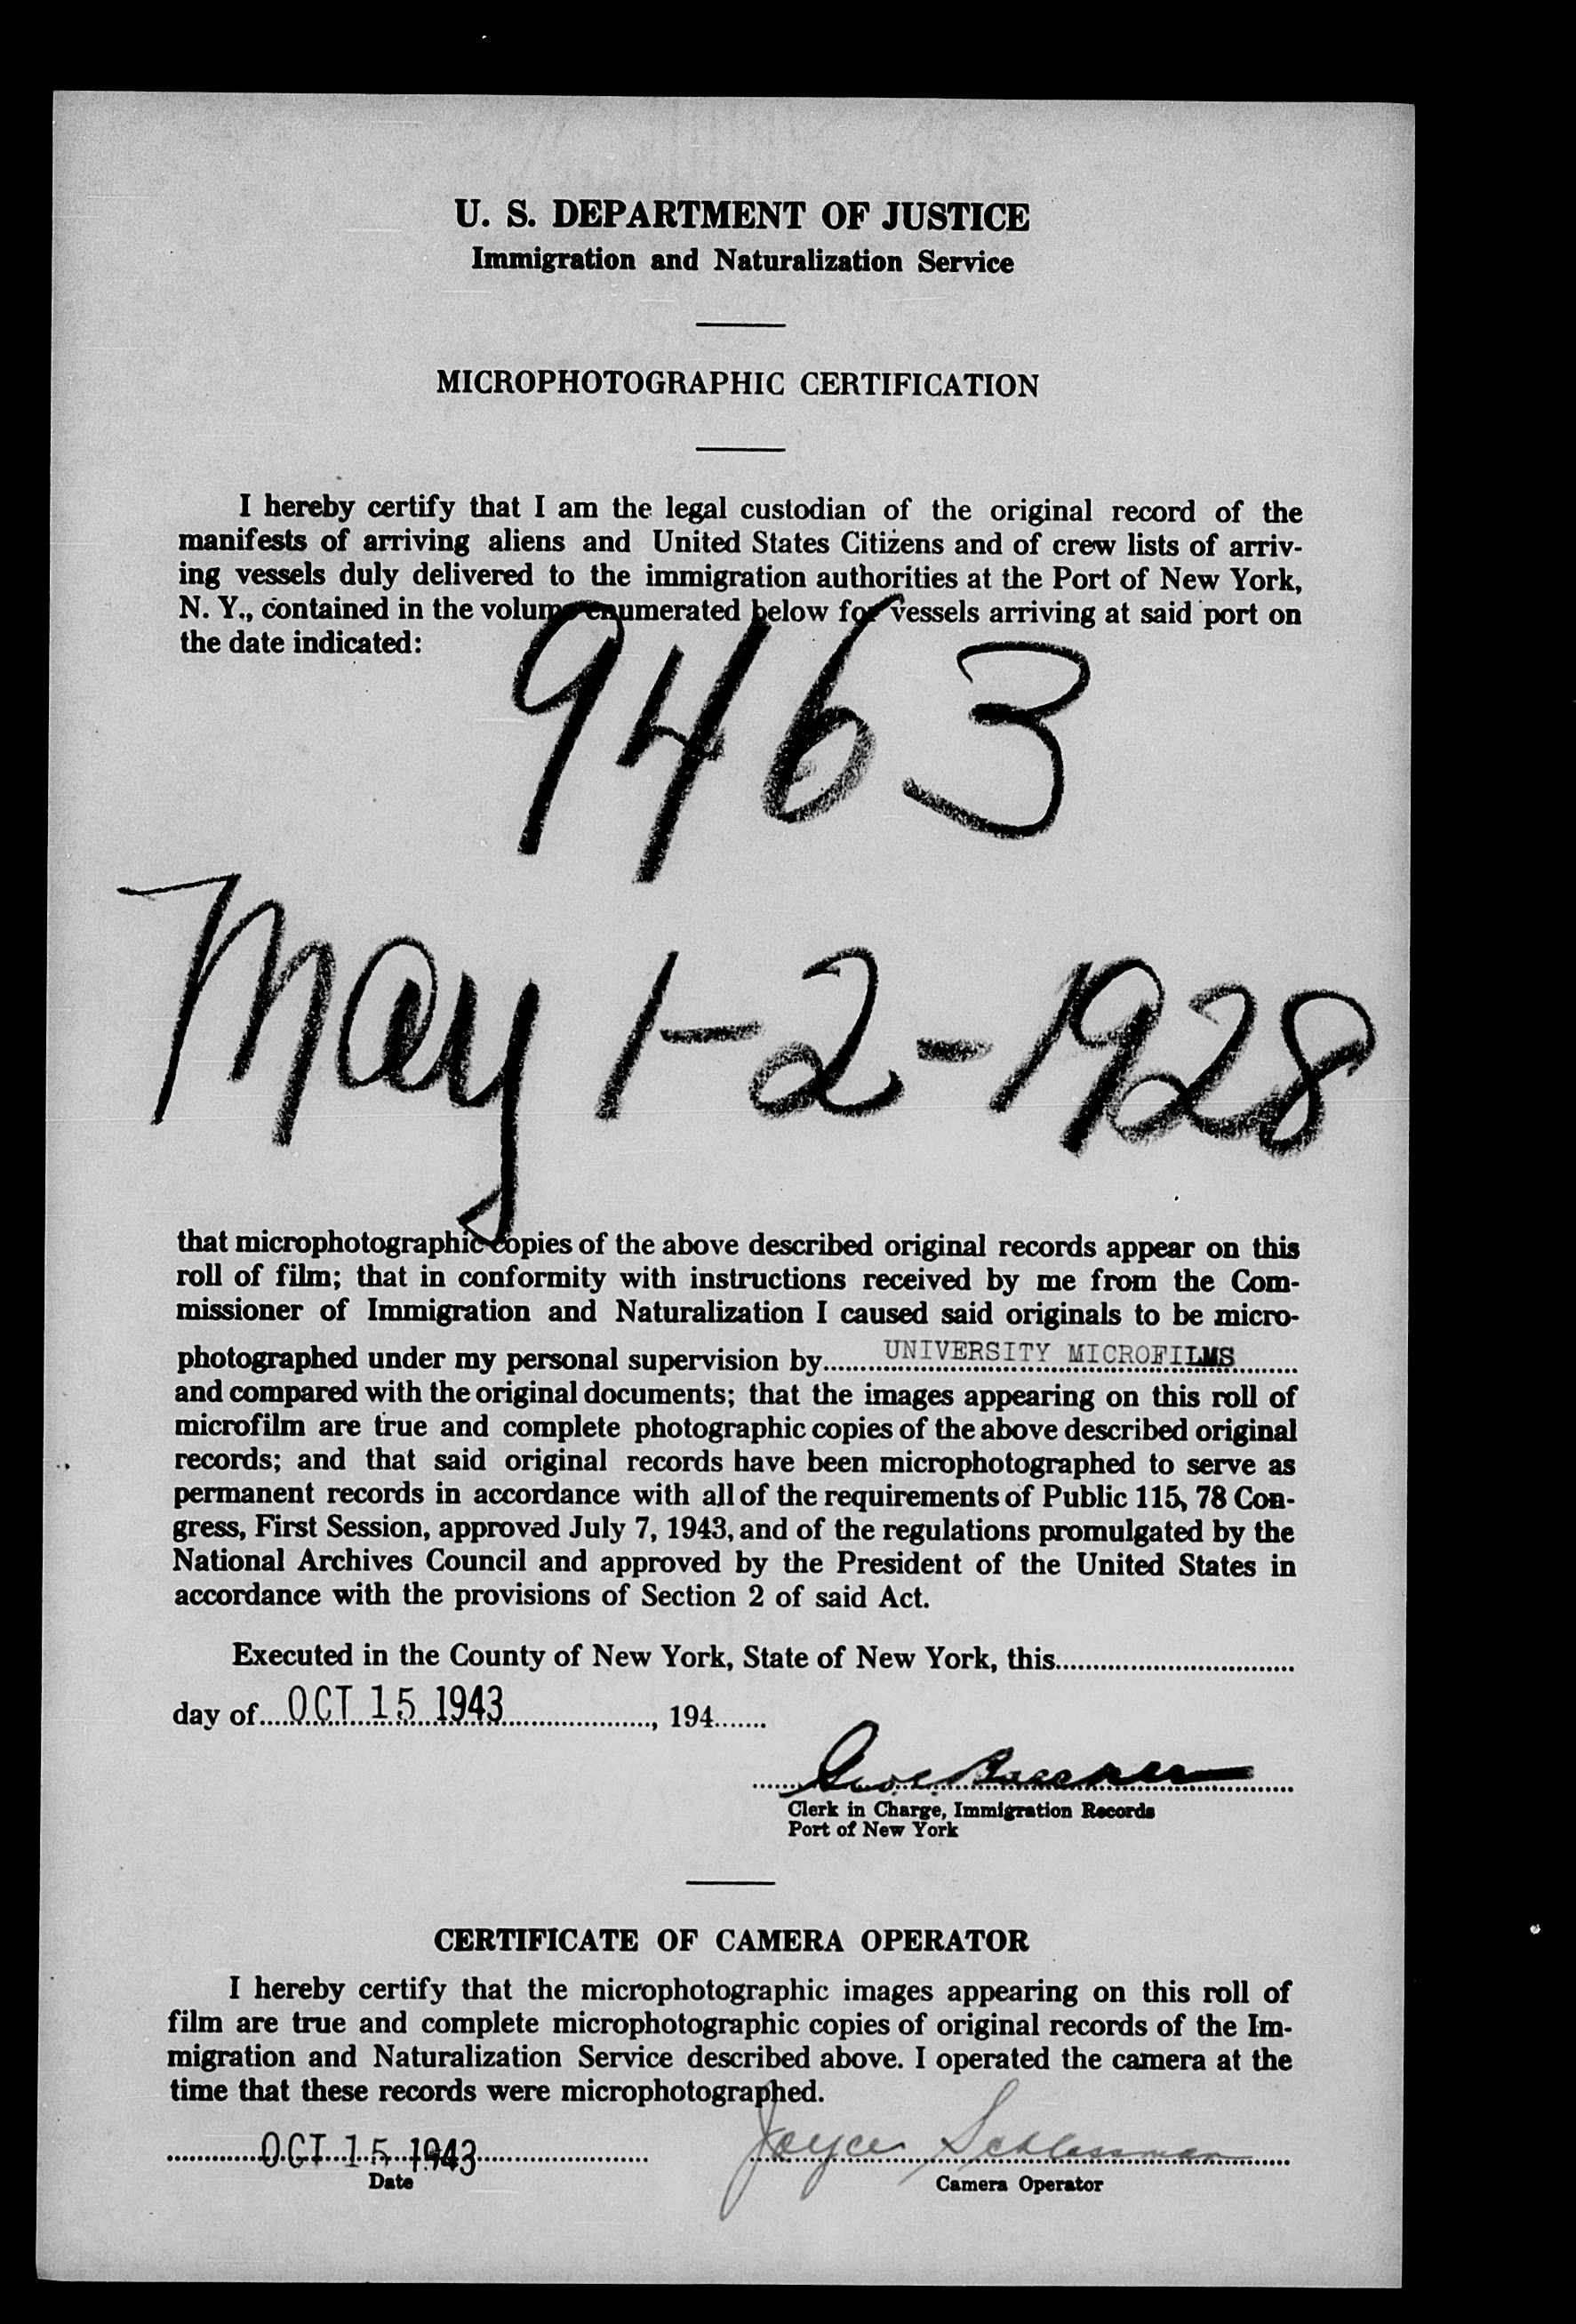 U. S. DEPARTMENT OF JUSTICE
Immigration and Naturalization Service
MICROPHOTOGRAPHIC CERTIFICATION
I hereby certify that I am the legal custodian of the original record of the
manifests of arriving aliens and United States Citizens and of crew lists of arriv-
ing vessels duly delivered to the immigration authorities at the Port of New York,
N. Y., contained in the volume enumerated below for vessels arriving at said port on
the date indicated:
9463
May 1-2-1928
that microphotographic copies of the above described original records appear on this
roll of film; that in conformity with instructions received by me from the Com-
missioner of Immigration and Naturalization I caused said originals to be micro-
photographed under my personal supervision by UNIVERSITY MICROFILMS
and compared with the original documents; that the images appearing on this roll of
microfilm are true and complete photographic copies of the above described original
records; and that said original records have been microphotographed to serve as
permanent records in accordance with all of the requirements of Public 115, 78 Con-
gress, First Session, approved July 7, 1943, and of the regulations promulgated by the
National Archives Council and approved by the President of the United States in
accordance with the provisions of Section 2 of said Act.
Executed in the County of New York, State of New York, this
day of OCT 15 1943, 194
Clerk in Charge, Immigration Records
Port of New York
CERTIFICATE OF CAMERA OPERATOR
I hereby certify that the microphotographic images appearing on this roll of
film are true and complete microphotographic copies of original records of the Im-
migration and Naturalization Service described above. I operated the camera at the
time that these records were microphotographed.
OCT 15 1943 Joyce
Date Camera Operator